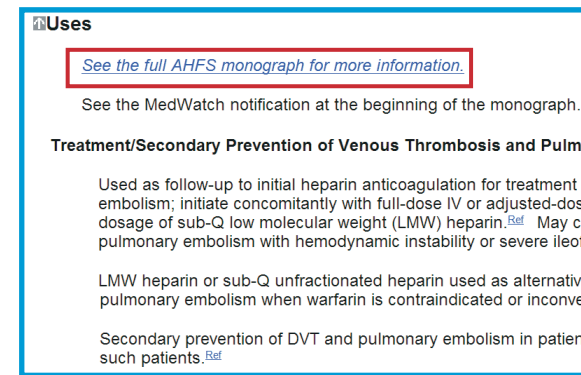 Uses
See the full AHFS monograph for more information.
See the MedWatch notification at the beginning of the monograph.
Treatment/Secondary Prevention of Venous Thrombosis and Pulm
Used as follow-up to initial heparin anticoagulation for treatment
embolism; initiate concomitantly with full-dose IV or adjusted-dos
dosage of sub-Q low molecular weight (LMW) heparin.Ref May c
pulmonary embolism with hemodynamic instability or severe ileof
LMW heparin or sub-Q unfractionated heparin used as alternativ
pulmonary embolism when warfarin is contraindicated or inconve
Secondary prevention of DVT and pulmonary embolism in patien
such patients.Ref